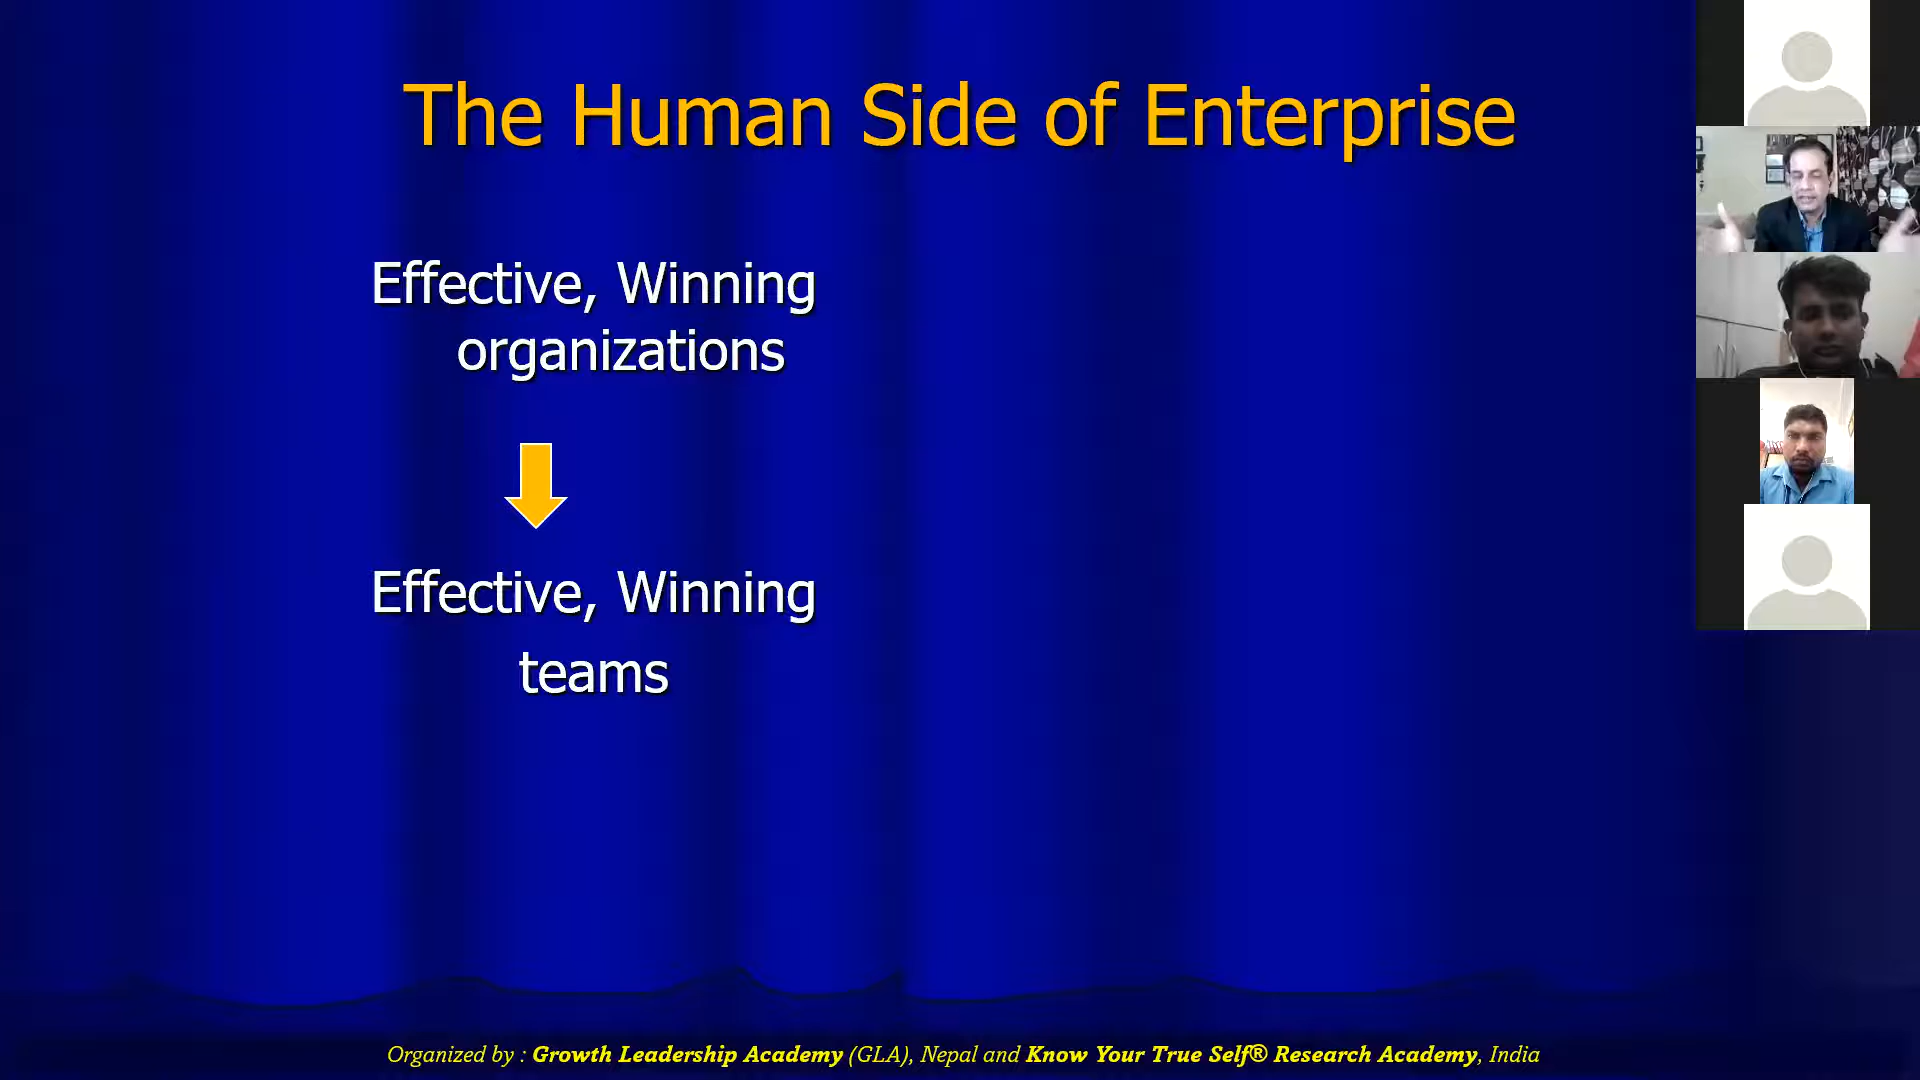 The Human Side of Enterprise
Effective, Winning
organizations
Effective, Winning
teams
Organized by : Growth Leadership Academy (GLA), Nepal and Know Your True Self® Research Academy, India